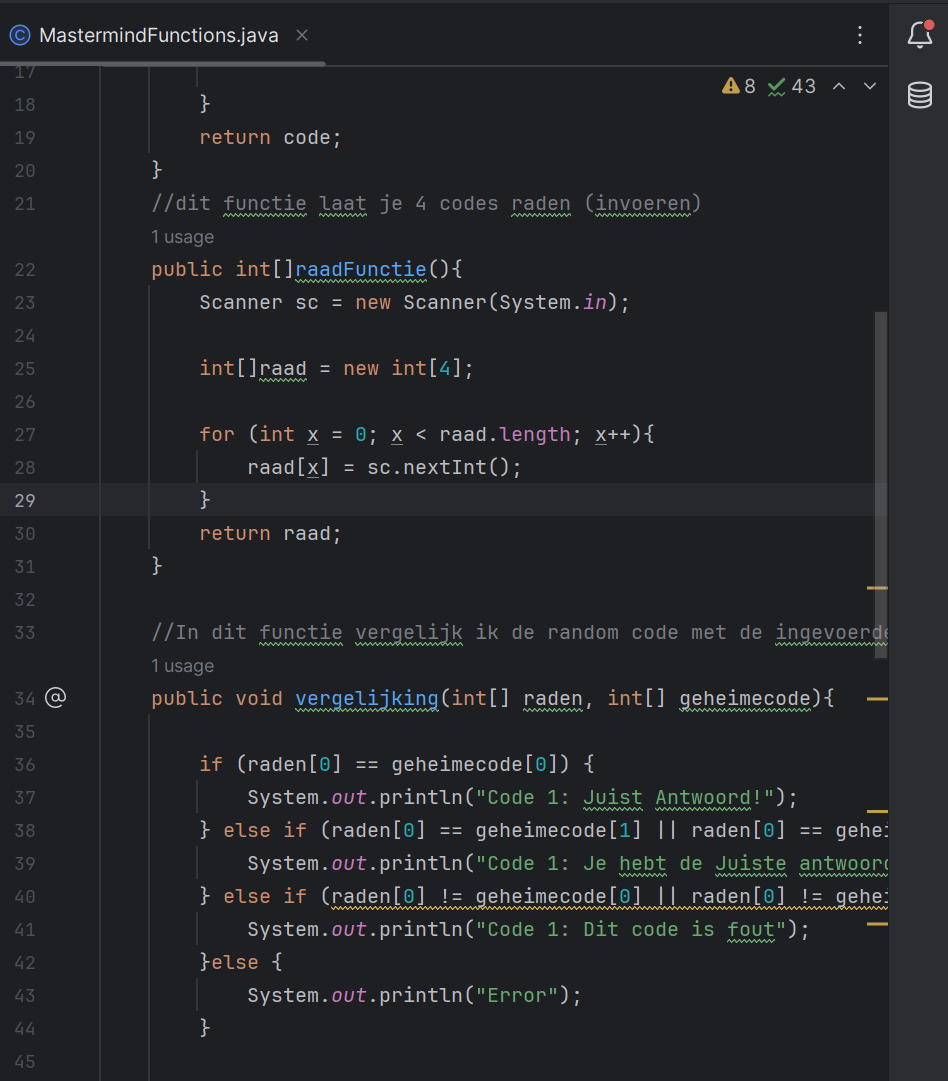 MastermindFunctions.java
8 43
17
18 }
19 return code;
20 }
21 //dit functie laat je 4 codes raden (invoeren)
1 usage
22 public int[]raadFunctie(){
23 Scanner sc = new Scanner(System.in);
24
25 int[]raad = new int[4];
26
27 for (int x = 0; x < raad.length; x++){
28 raad[x] = sc.nextInt();
29 }
30 return raad;
31 }
32
33 //In dit functie vergelijk ik de random code met de ingevoerde
1 usage
34 @ public void vergelijking(int[] raden, int[] geheimecode){
35
36 if (raden[0] == geheimecode[0]) {
37 System.out.println("Code 1: Juist Antwoord!");
38 } else if (raden[0] == geheimecode[1] || raden[0] == gehei
39 System.out.println("Code 1: Je hebt de Juiste antwoord
40 } else if (raden[0] != geheimecode[0] || raden[0] != gehei
41 System.out.println("Code 1: Dit code is fout");
42 }else {
43 System.out.println("Error");
44 }
45